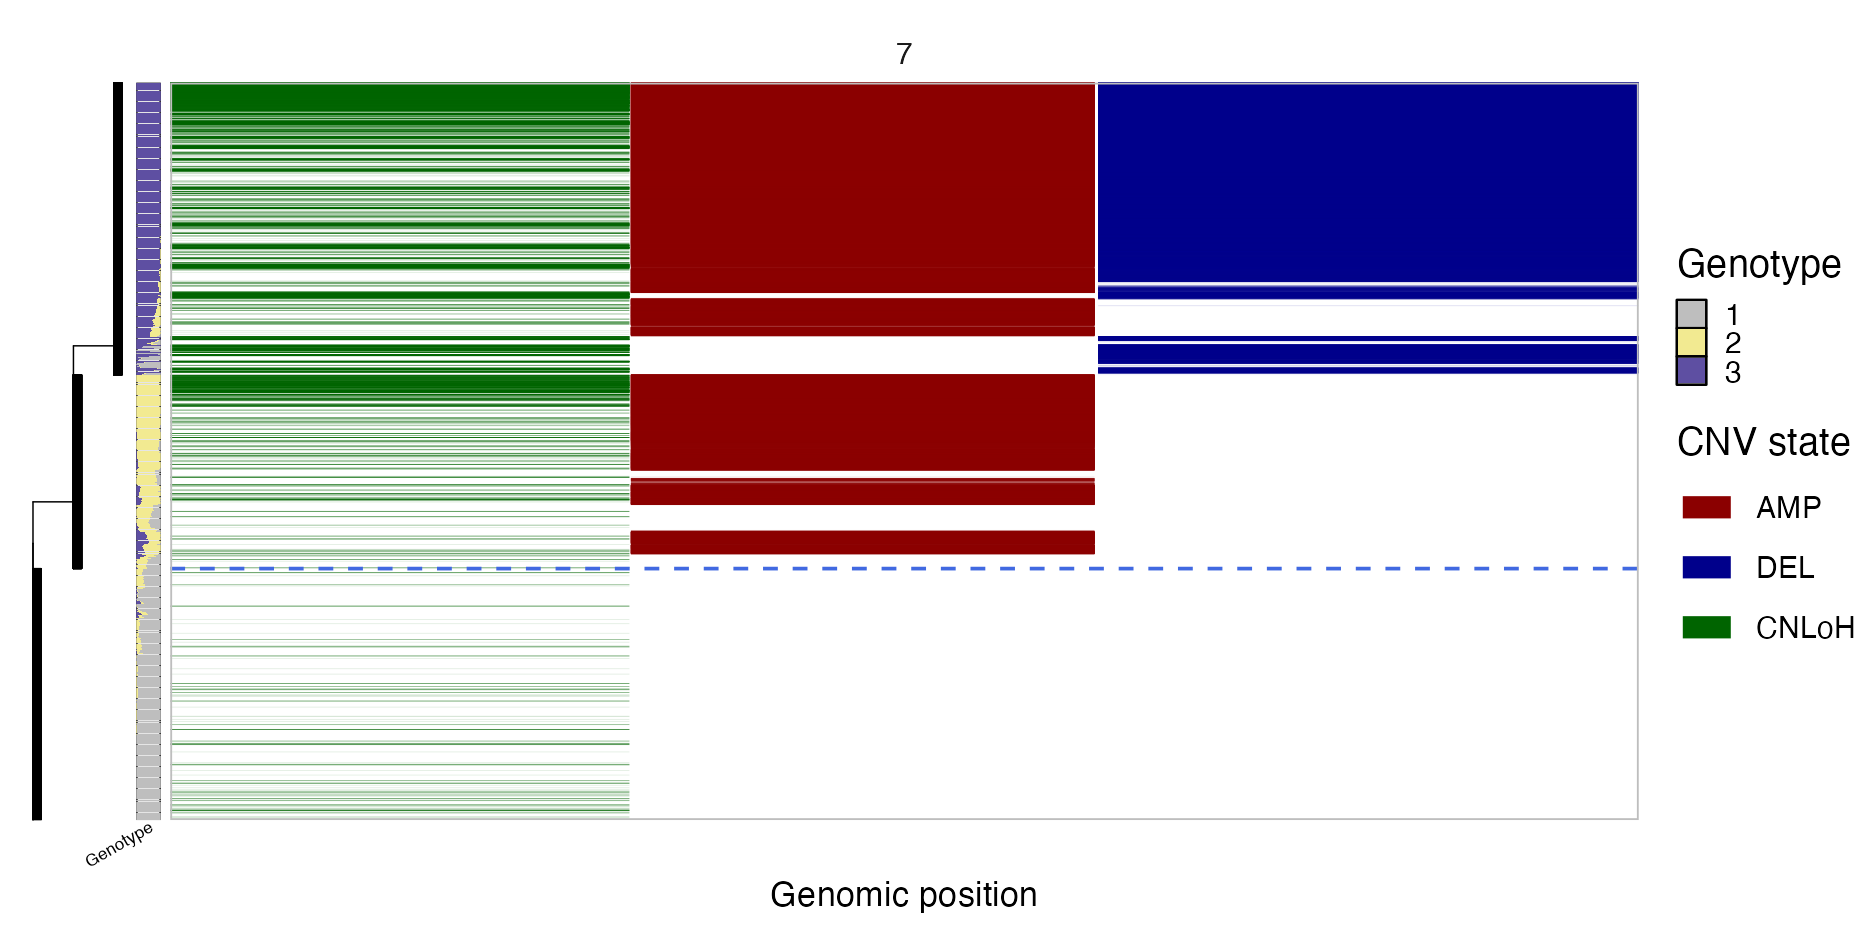 7
Genotype
1
2
3
CNV state
AMP
DEL
CNLoH
Genotype
Genomic position